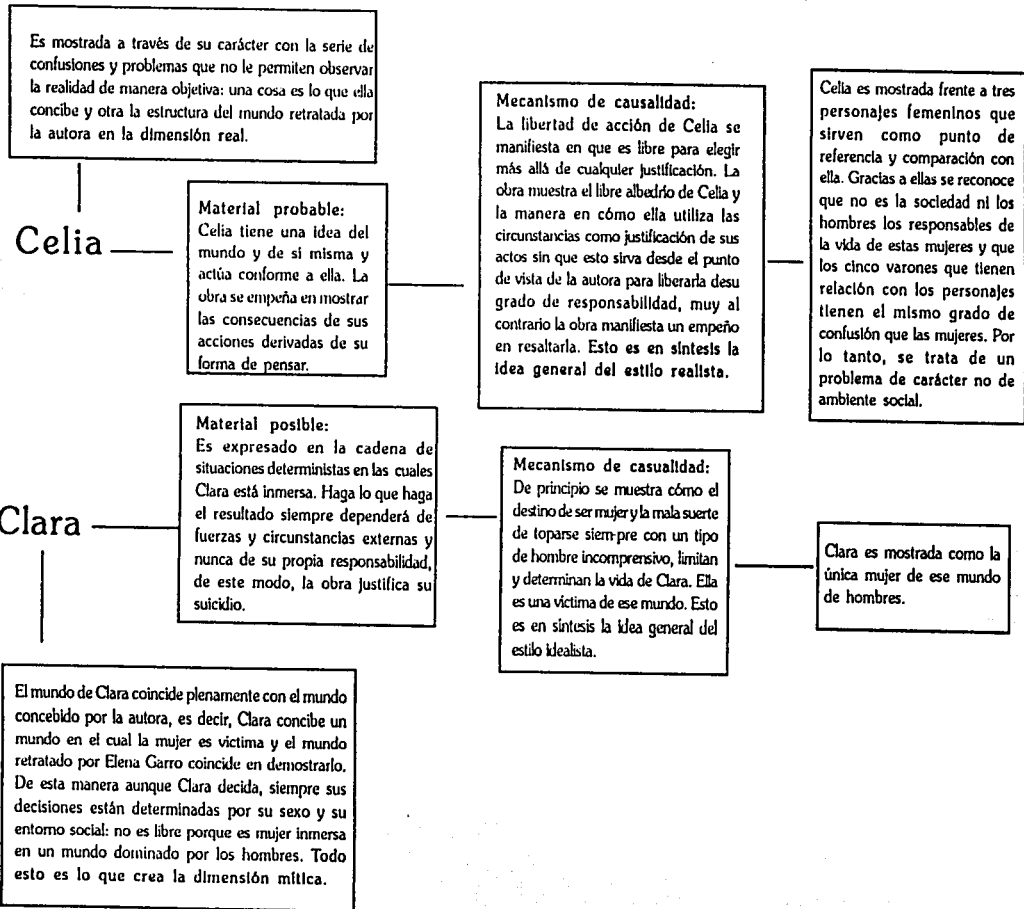 Es mostrada a través de su carácter con la serie de
confusiones y problemas que no le permiten observar
la realidad de manera objetiva: una cosa es lo que ella
concibe y otra la estructura del mundo retratada por
la autora en la dimensión real.
Celia
Material probable:
Celia tiene una idea del
mundo y de si misma y
actúa conforme a ella. La
obra se empeña en mostrar
las consecuencias de sus
acciones derivadas de su
forma de pensar.
Mecanismo de causalidad:
La libertad de acción de Celia se
manifiesta en que es libre para elegir
más allá de cualquier justificación. La
obra muestra el libre albedrío de Celia y
la manera en cómo ella utiliza las
circunstancias como justificación de sus
actos sin que esto sirva desde el punto
de vista de la autora para liberarla desu
grado de responsabilidad, muy al
contrario la obra manifiesta un empeño
en resaltarla. Esto es en síntesis la
idea general del estilo realista.
Celia es mostrada frente a tres
personajes femeninos que
sirven como punto de
referencia y comparación con
ella. Gracias a ellas se reconoce
que no es la sociedad ni los
hombres los responsables de
la vida de estas mujeres y que
los cinco varones que tienen
relación con los personajes
tienen el mismo grado de
confusión que las mujeres. Por
lo tanto, se trata de un
problema de carácter no de
ambiente social.
Clara
Material posible:
Es expresado en la cadena de
situaciones deterministas en las cuales
Clara está inmersa. Haga lo que haga
el resultado siempre dependerá de
fuerzas y circunstancias externas y
nunca de su propia responsabilidad,
de este modo, la obra justifica su
suicidio.
Mecanismo de casualidad:
De principio se muestra cómo el
destino de ser mujer y la mala suerte
de toparse siem-pre con un tipo
de hombre incomprensivo, limitan
y determinan la vida de Clara. Ella
es una víctima de ese mundo. Esto
es en síntesis la idea general del
estilo idealista.
Clara es mostrada como la
única mujer de ese mundo
de hombres.
El mundo de Clara coincide plenamente con el mundo
concebido por la autora, es decir, Clara concibe un
mundo en el cual la mujer es víctima y el mundo
retratado por Elena Garro coincide en demostrarlo.
De esta manera aunque Clara decida, siempre sus
decisiones están determinadas por su sexo y su
entorno social: no es libre porque es mujer inmersa
en un mundo dominado por los hombres. Todo
esto es lo que crea la dimensión mítica.